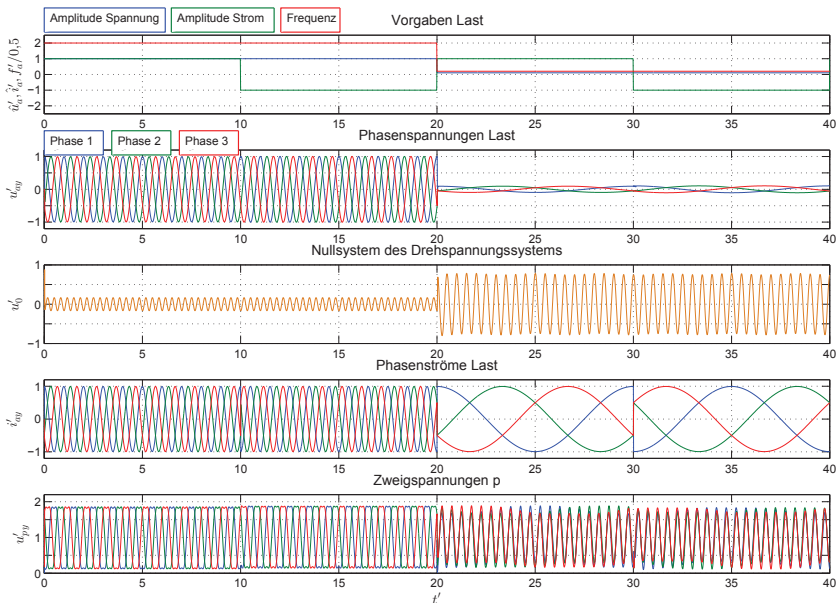 Vorgaben Last
Amplitude Spannung
Amplitude Strom
Frequenz
û'ₐ, î'ₐ, f'ₐ/0,5
2
1
0
−1
−2
0 5 10 15 20 25 30 35 40
Phasenspannungen Last
Phase 1
Phase 2
Phase 3
u'ₐᵧ
1
0
−1
0 5 10 15 20 25 30 35 40
Nullsystem des Drehspannungssystems
u'₀
1
0
−1
0 5 10 15 20 25 30 35 40
Phasenströme Last
i'ₐᵧ
1
0
−1
0 5 10 15 20 25 30 35 40
Zweigspannungen p
u'ₚᵧ
2
1
0
0 5 10 15 20 25 30 35 40
t'